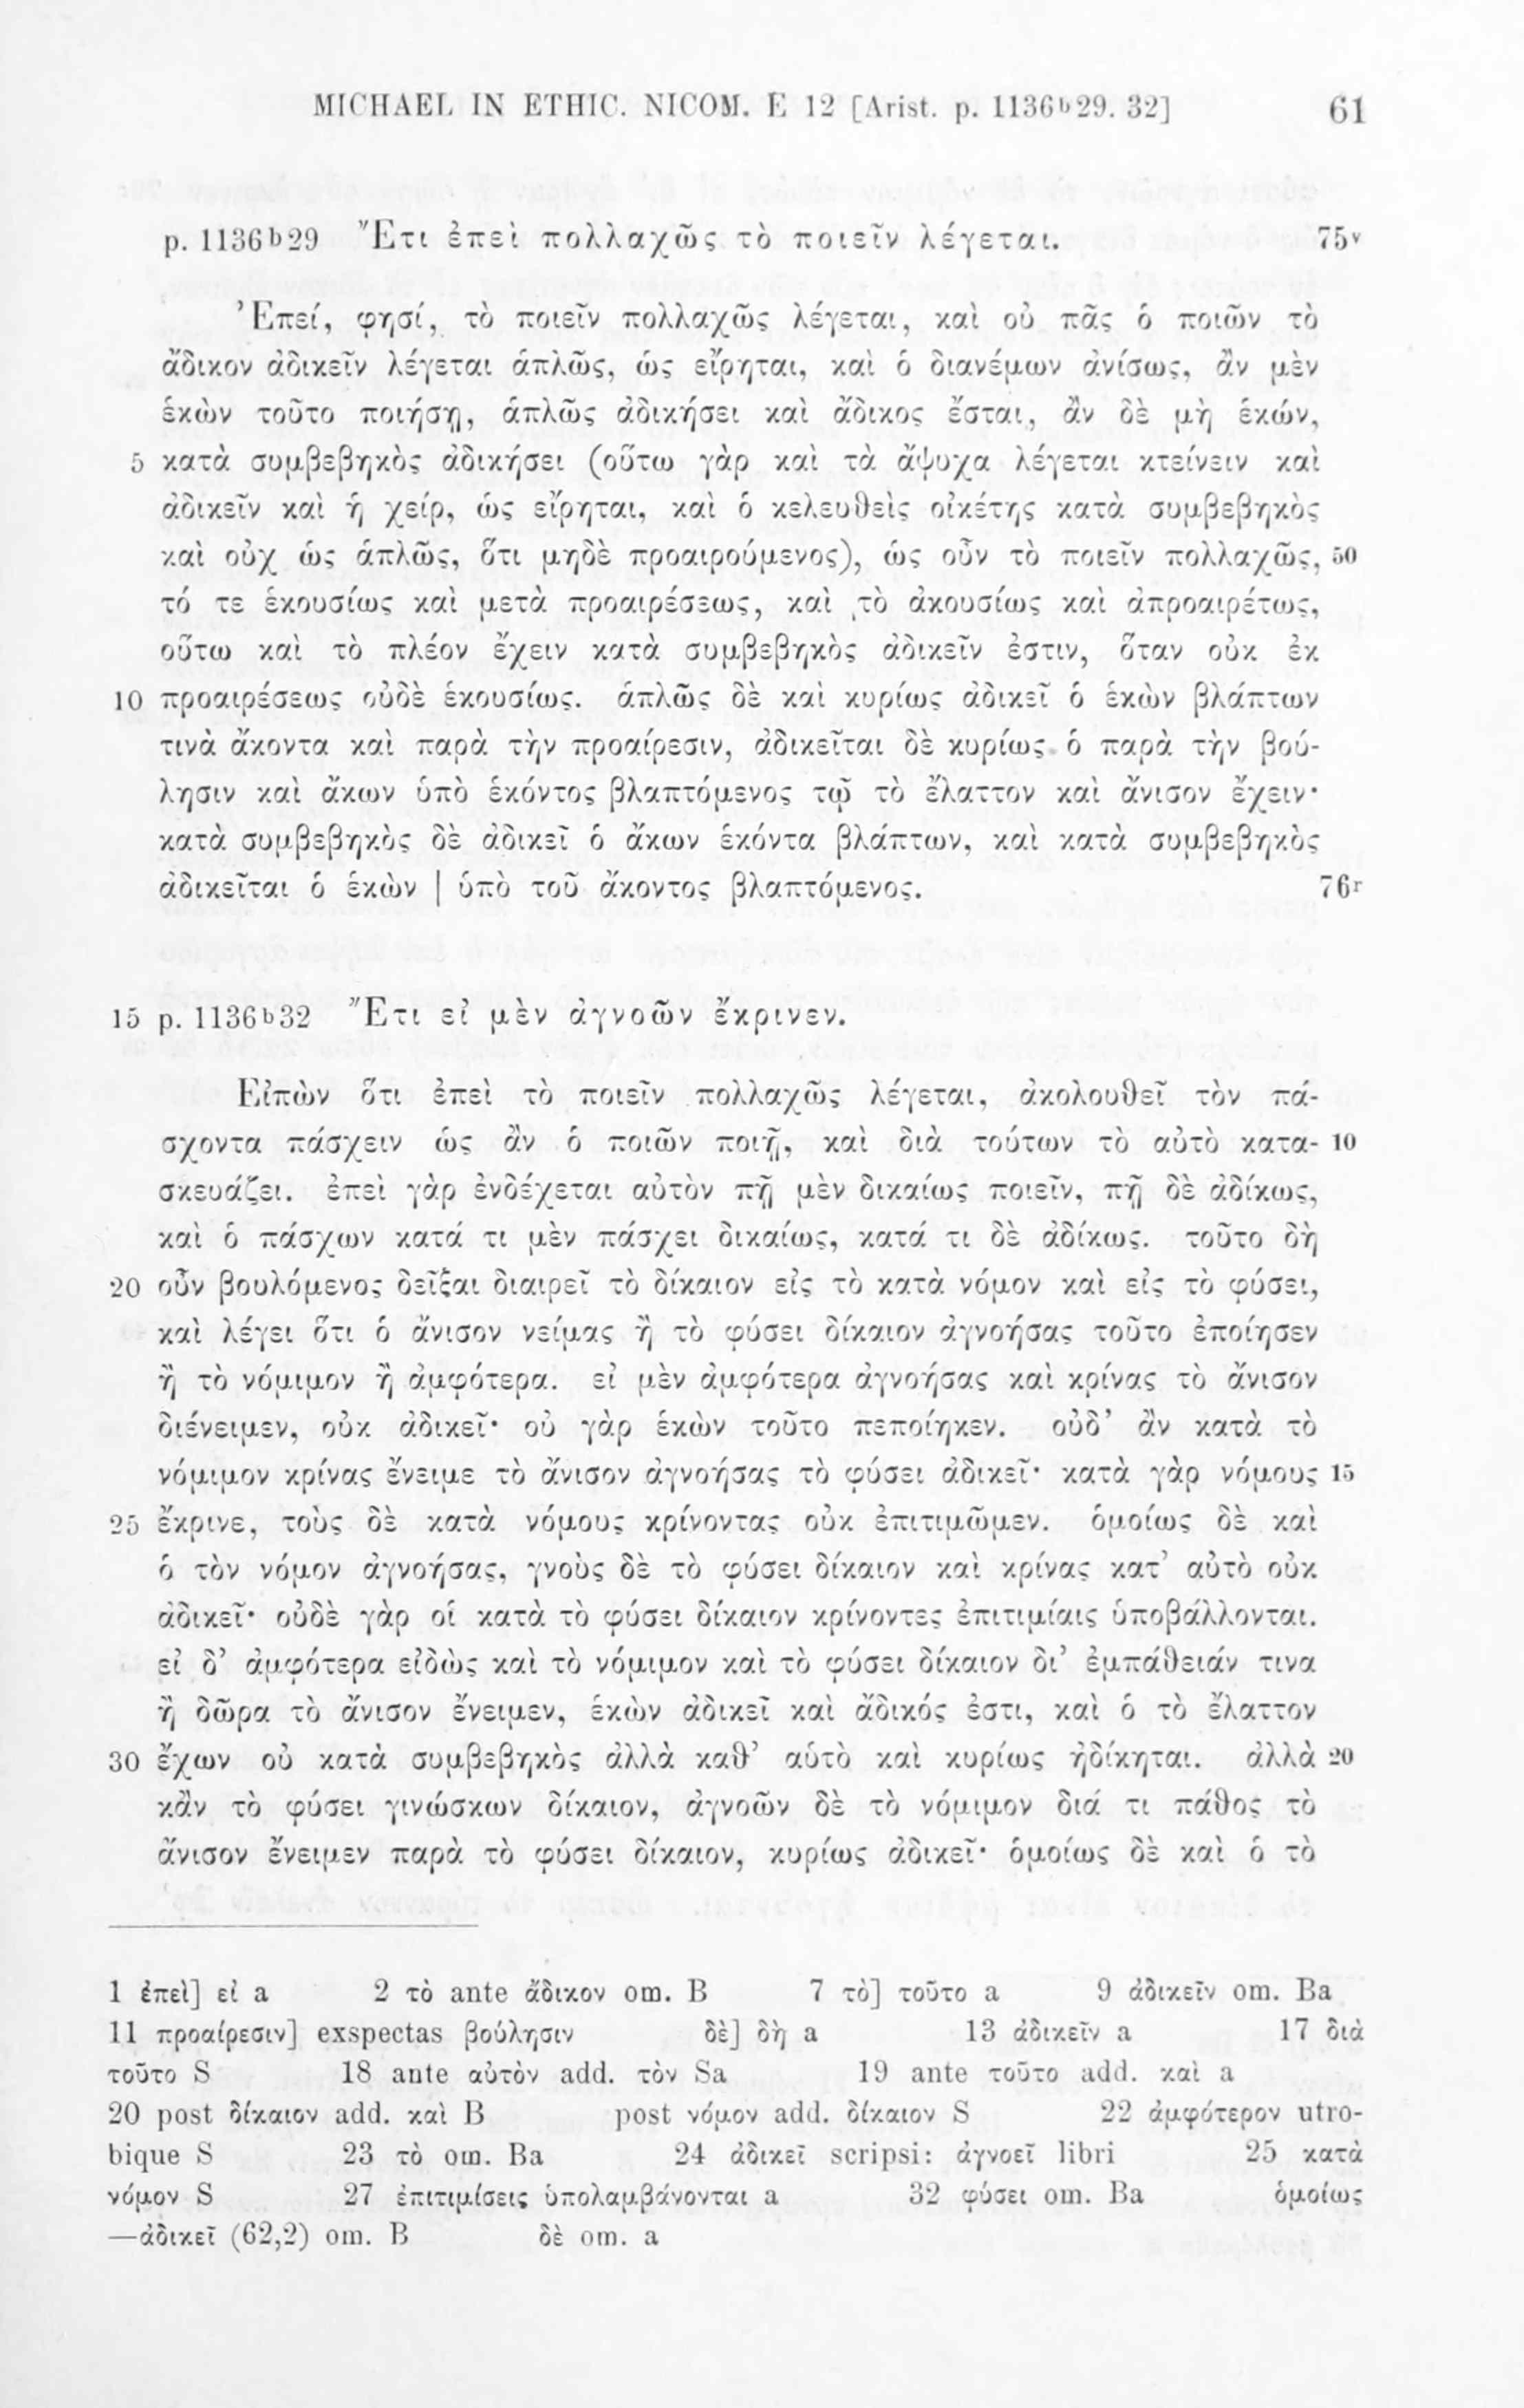 MICHAEL IN ETHIC. NICOM. E 12 [Arist. p. 1136ᵇ29. 32] 61
p. 1136ᵇ29 Ἔτι ἐπεὶ πολλαχῶς τὸ ποιεῖν λέγεται. 75ᵛ
Ἐπεί, φησί, τὸ ποιεῖν πολλαχῶς λέγεται, καὶ οὐ πᾶς ὁ ποιῶν τὸ
ἄδικον ἀδικεῖν λέγεται ἁπλῶς, ὡς εἴρηται, καὶ ὁ διανέμων ἀνίσως, ἂν μὲν
ἑκὼν τοῦτο ποιήσῃ, ἁπλῶς ἀδικήσει καὶ ἄδικος ἔσται, ἂν δὲ μὴ ἑκών,
5 κατὰ συμβεβηκὸς ἀδικήσει (οὕτω γὰρ καὶ τὰ ἄψυχα λέγεται κτείνειν καὶ
ἀδικεῖν καὶ ἡ χείρ, ὡς εἴρηται, καὶ ὁ κελευθεὶς οἰκέτης κατὰ συμβεβηκὸς
καὶ οὐχ ὡς ἁπλῶς, ὅτι μηδὲ προαιρούμενος), ὡς οὖν τὸ ποιεῖν πολλαχῶς, 50
τό τε ἑκουσίως καὶ μετὰ προαιρέσεως, καὶ τὸ ἀκουσίως καὶ ἀπροαιρέτως,
οὕτω καὶ τὸ πλέον ἔχειν κατὰ συμβεβηκὸς ἀδικεῖν ἐστιν, ὅταν οὐκ ἐκ
10 προαιρέσεως οὐδὲ ἑκουσίως. ἁπλῶς δὲ καὶ κυρίως ἀδικεῖ ὁ ἑκὼν βλάπτων
τινὰ ἄκοντα καὶ παρὰ τὴν προαίρεσιν, ἀδικεῖται δὲ κυρίως ὁ παρὰ τὴν βού-
λησιν καὶ ἄκων ὑπὸ ἑκόντος βλαπτόμενος τῷ τὸ ἔλαττον καὶ ἄνισον ἔχειν·
κατὰ συμβεβηκὸς δὲ ἀδικεῖ ὁ ἄκων ἑκόντα βλάπτων, καὶ κατὰ συμβεβηκὸς
ἀδικεῖται ὁ ἑκὼν | ὑπὸ τοῦ ἄκοντος βλαπτόμενος. 76ʳ
15 p. 1136ᵇ32 Ἔτι εἰ μὲν ἀγνοῶν ἔκρινεν.
Εἰπὼν ὅτι ἐπεὶ τὸ ποιεῖν πολλαχῶς λέγεται, ἀκολουθεῖ τὸν πά-
σχοντα πάσχειν ὡς ἂν ὁ ποιῶν ποιῇ, καὶ διὰ τούτων τὸ αὐτὸ κατα- 10
σκευάζει. ἐπεὶ γὰρ ἐνδέχεται αὐτὸν πῇ μὲν δικαίως ποιεῖν, πῇ δὲ ἀδίκως,
καὶ ὁ πάσχων κατά τι μὲν πάσχει δικαίως, κατά τι δὲ ἀδίκως. τοῦτο δὴ
20 οὖν βουλόμενος δεῖξαι διαιρεῖ τὸ δίκαιον εἰς τὸ κατὰ νόμον καὶ εἰς τὸ φύσει,
καὶ λέγει ὅτι ὁ ἄνισον νείμας ἢ τὸ φύσει δίκαιον ἀγνοήσας τοῦτο ἐποίησεν
ἢ τὸ νόμιμον ἢ ἀμφότερα. εἰ μὲν ἀμφότερα ἀγνοήσας καὶ κρίνας τὸ ἄνισον
διένειμεν, οὐκ ἀδικεῖ· οὐ γὰρ ἑκὼν τοῦτο πεποίηκεν. οὐδ’ ἂν κατὰ τὸ
νόμιμον κρίνας ἔνειμε τὸ ἄνισον ἀγνοήσας τὸ φύσει ἀδικεῖ· κατὰ γὰρ νόμους 15
25 ἔκρινε, τοὺς δὲ κατὰ νόμους κρίνοντας οὐκ ἐπιτιμῶμεν. ὁμοίως δὲ καὶ
ὁ τὸν νόμον ἀγνοήσας, γνοὺς δὲ τὸ φύσει δίκαιον καὶ κρίνας κατ’ αὐτὸ οὐκ
ἀδικεῖ· οὐδὲ γὰρ οἱ κατὰ τὸ φύσει δίκαιον κρίνοντες ἐπιτιμίαις ὑποβάλλονται.
εἰ δ’ ἀμφότερα εἰδὼς καὶ τὸ νόμιμον καὶ τὸ φύσει δίκαιον δι’ ἐμπάθειάν τινα
ἢ δῶρα τὸ ἄνισον ἔνειμεν, ἑκὼν ἀδικεῖ καὶ ἄδικός ἐστι, καὶ ὁ τὸ ἔλαττον
30 ἔχων οὐ κατὰ συμβεβηκὸς ἀλλὰ καθ’ αὑτὸ καὶ κυρίως ἠδίκηται. ἀλλὰ 20
κἂν τὸ φύσει γινώσκων δίκαιον, ἀγνοῶν δὲ τὸ νόμιμον διά τι πάθος τὸ
ἄνισον ἔνειμεν παρὰ τὸ φύσει δίκαιον, κυρίως ἀδικεῖ· ὁμοίως δὲ καὶ ὁ τὸ
1 ἐπεὶ] εἰ a 2 τὸ ante ἄδικον om. B 7 τὸ] τοῦτο a 9 ἀδικεῖν om. Ba
11 προαίρεσιν] exspectas βούλησιν δὲ] δὴ a 13 ἀδικεῖν a 17 διὰ
τοῦτο S 18 ante αὐτὸν add. τὸν Sa 19 ante τοῦτο add. καὶ a
20 post δίκαιον add. καὶ B post νόμον add. δίκαιον S 22 ἀμφότερον utro-
bique S 23 τὸ om. Ba 24 ἀδικεῖ scripsi: ἀγνοεῖ libri 25 κατὰ
νόμον S 27 ἐπιτιμίσεις ὑπολαμβάνονται a 32 φύσει om. Ba ὁμοίως
—ἀδικεῖ (62,2) om. B δὲ om. a